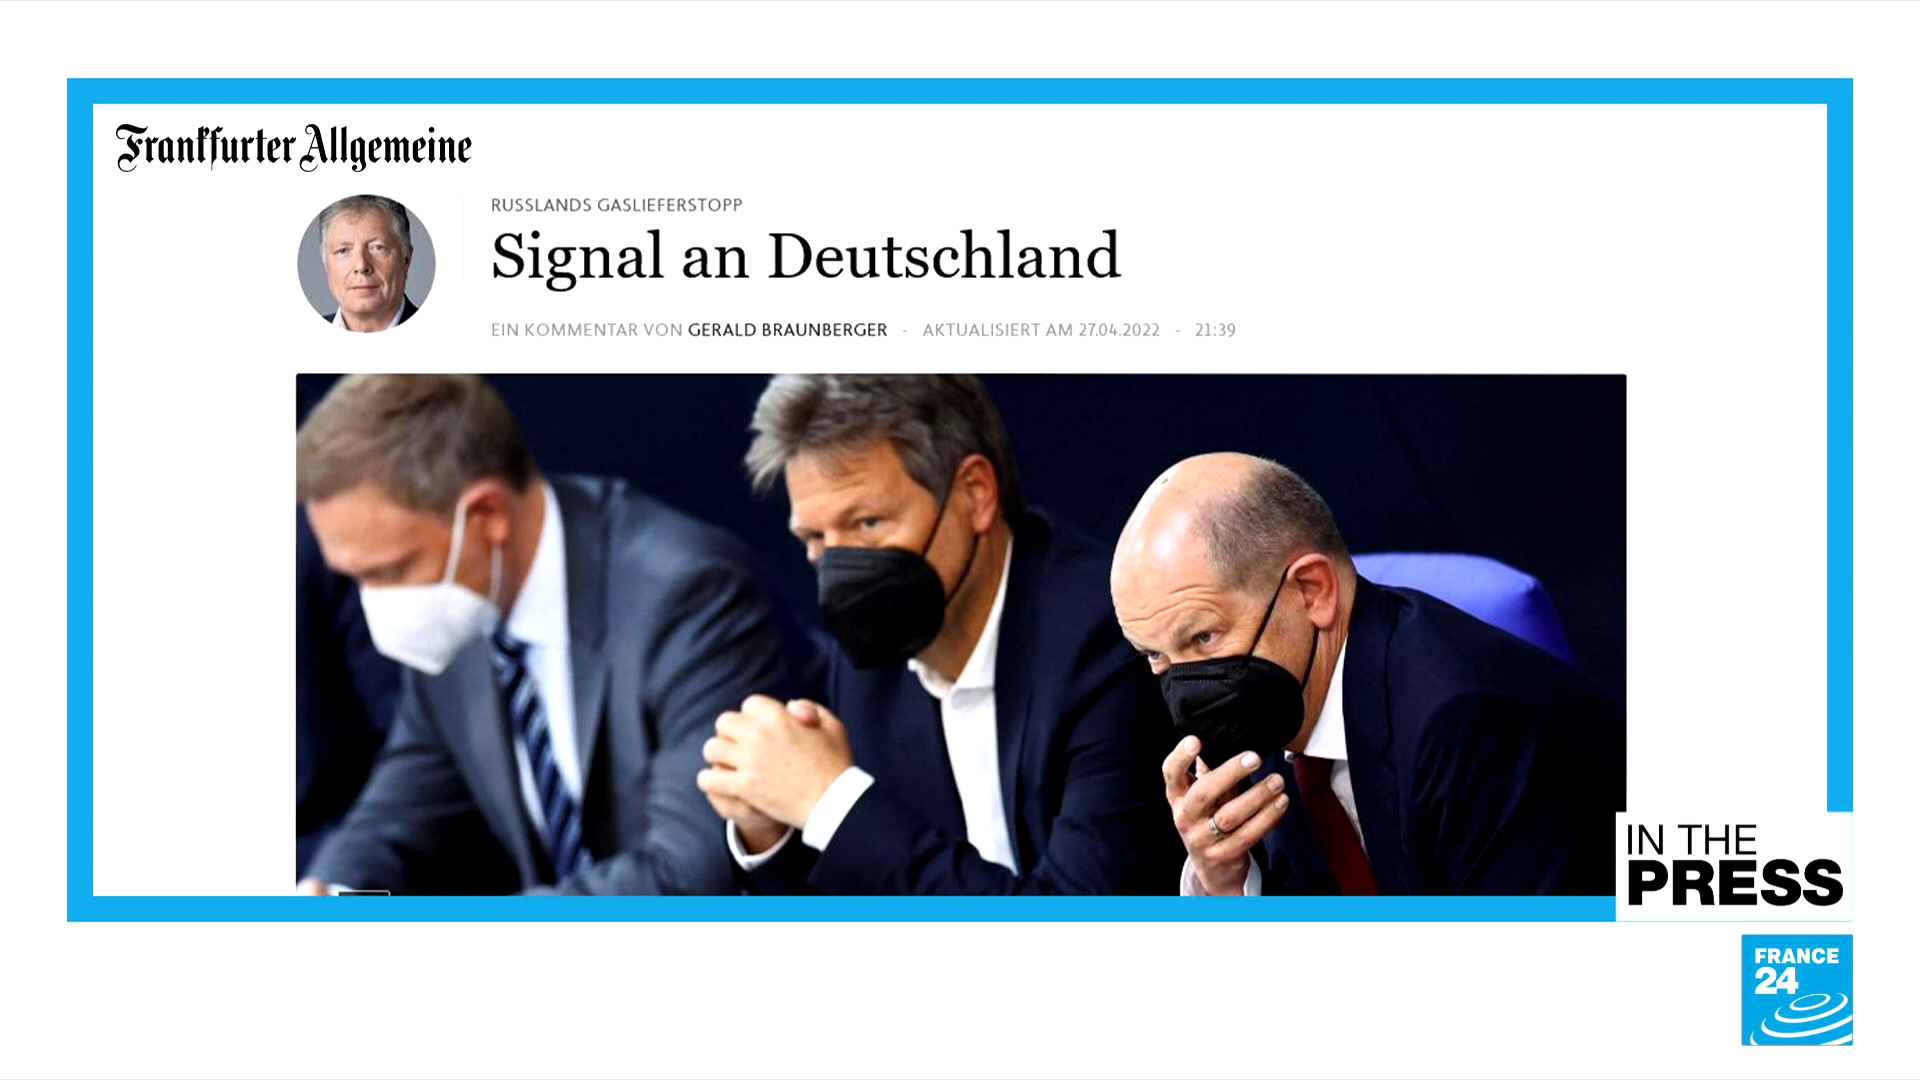 Frankfurter Allgemeine
RUSSLANDS GASLIEFERSTOPP
Signal an Deutschland
EIN KOMMENTAR VON GERALD BRAUNBERGER - AKTUALISIERT AM 27.04.2022 - 21:39
IN THE
PRESS
FRANCE
24